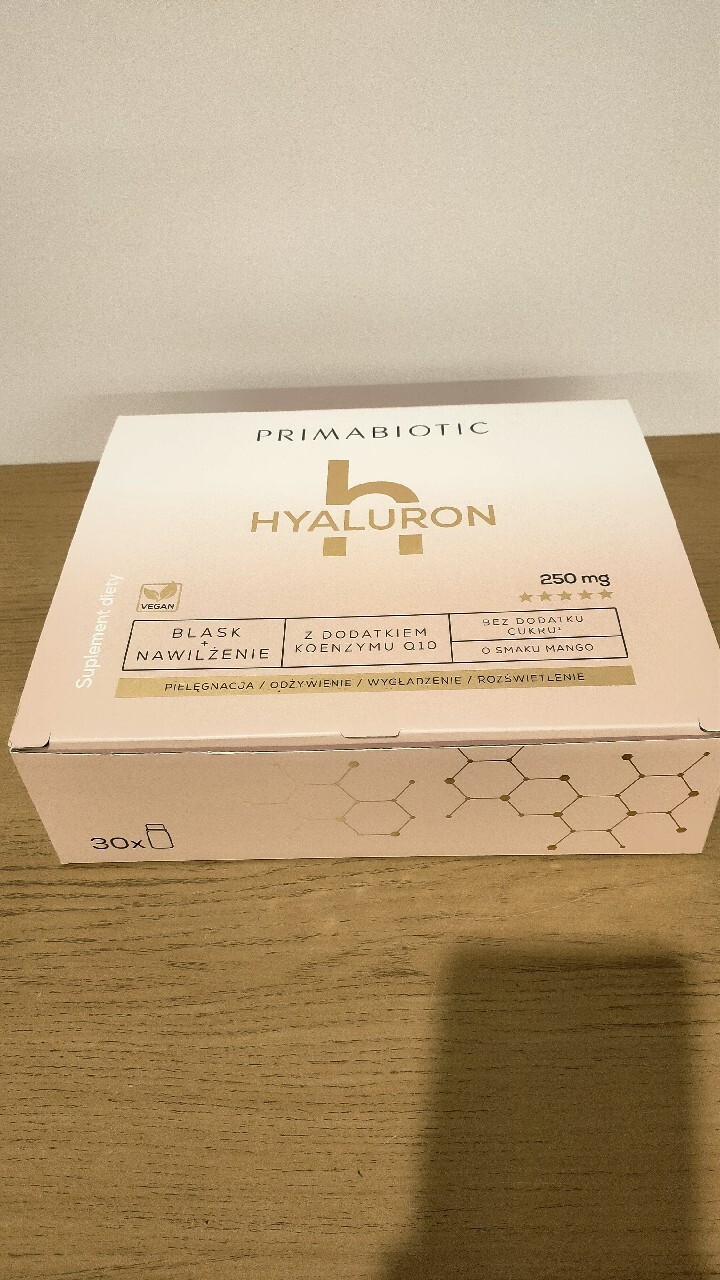 PRIMABIOTIC
HYALURON
250 mg
VEGAN
Suplement diety
BLASK
+
NAWILŻENIE
Z DODATKIEM
KOENZYMU Q10
BEZ DODATKU
CUKRU¹
O SMAKU MANGO
PIELĘGNACJA / ODŻYWIENIE / WYGŁADZENIE / ROZŚWIETLENIE
30x